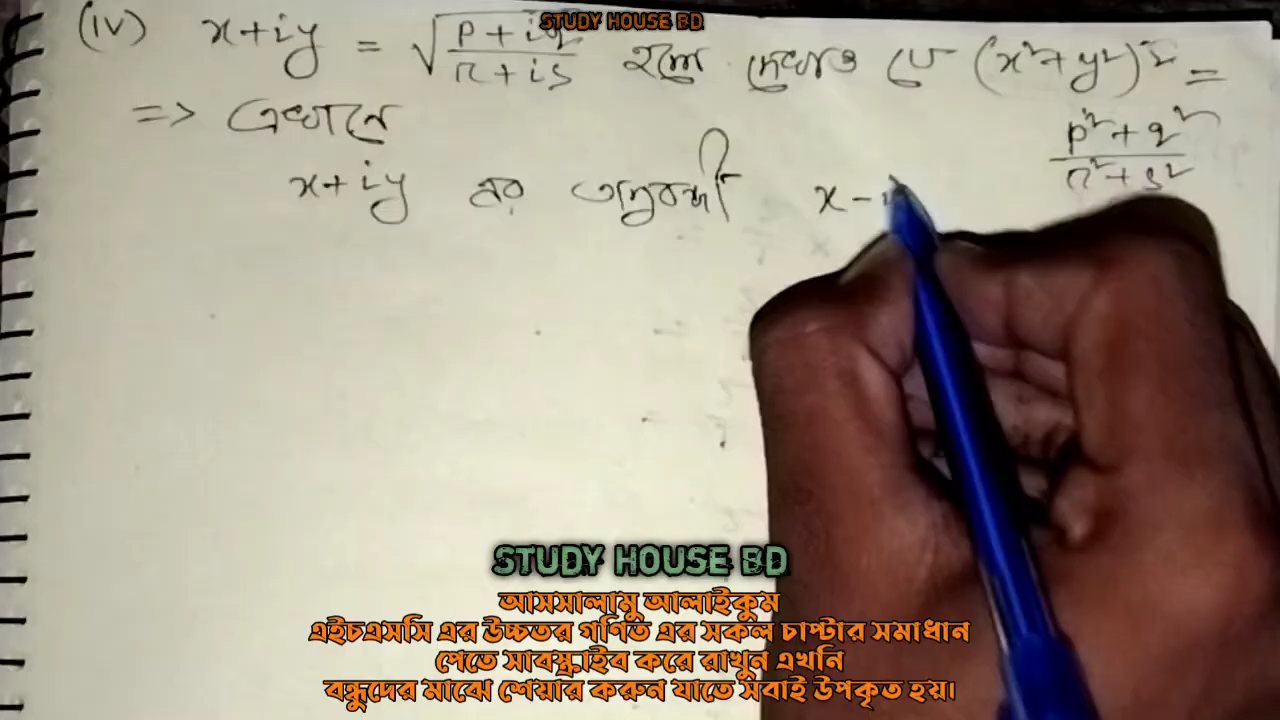 STUDY HOUSE BD
(iv) x+iy = √(p+iq / r+is) হলে দেখাও যে (x²+y²)² =
p²+q² / r²+s²
=> এখানে
x+iy এর অনুবন্ধী x-i
STUDY HOUSE BD
আসসালামু আলাইকুম
এইচএসসি এর উচ্চতর গণিত এর সকল চাপ্টার সমাধান
পেতে সাবস্ক্রাইব করে রাখুন এখনি
বন্ধুদের মাঝে শেয়ার করুন যাতে সবাই উপকৃত হয়।